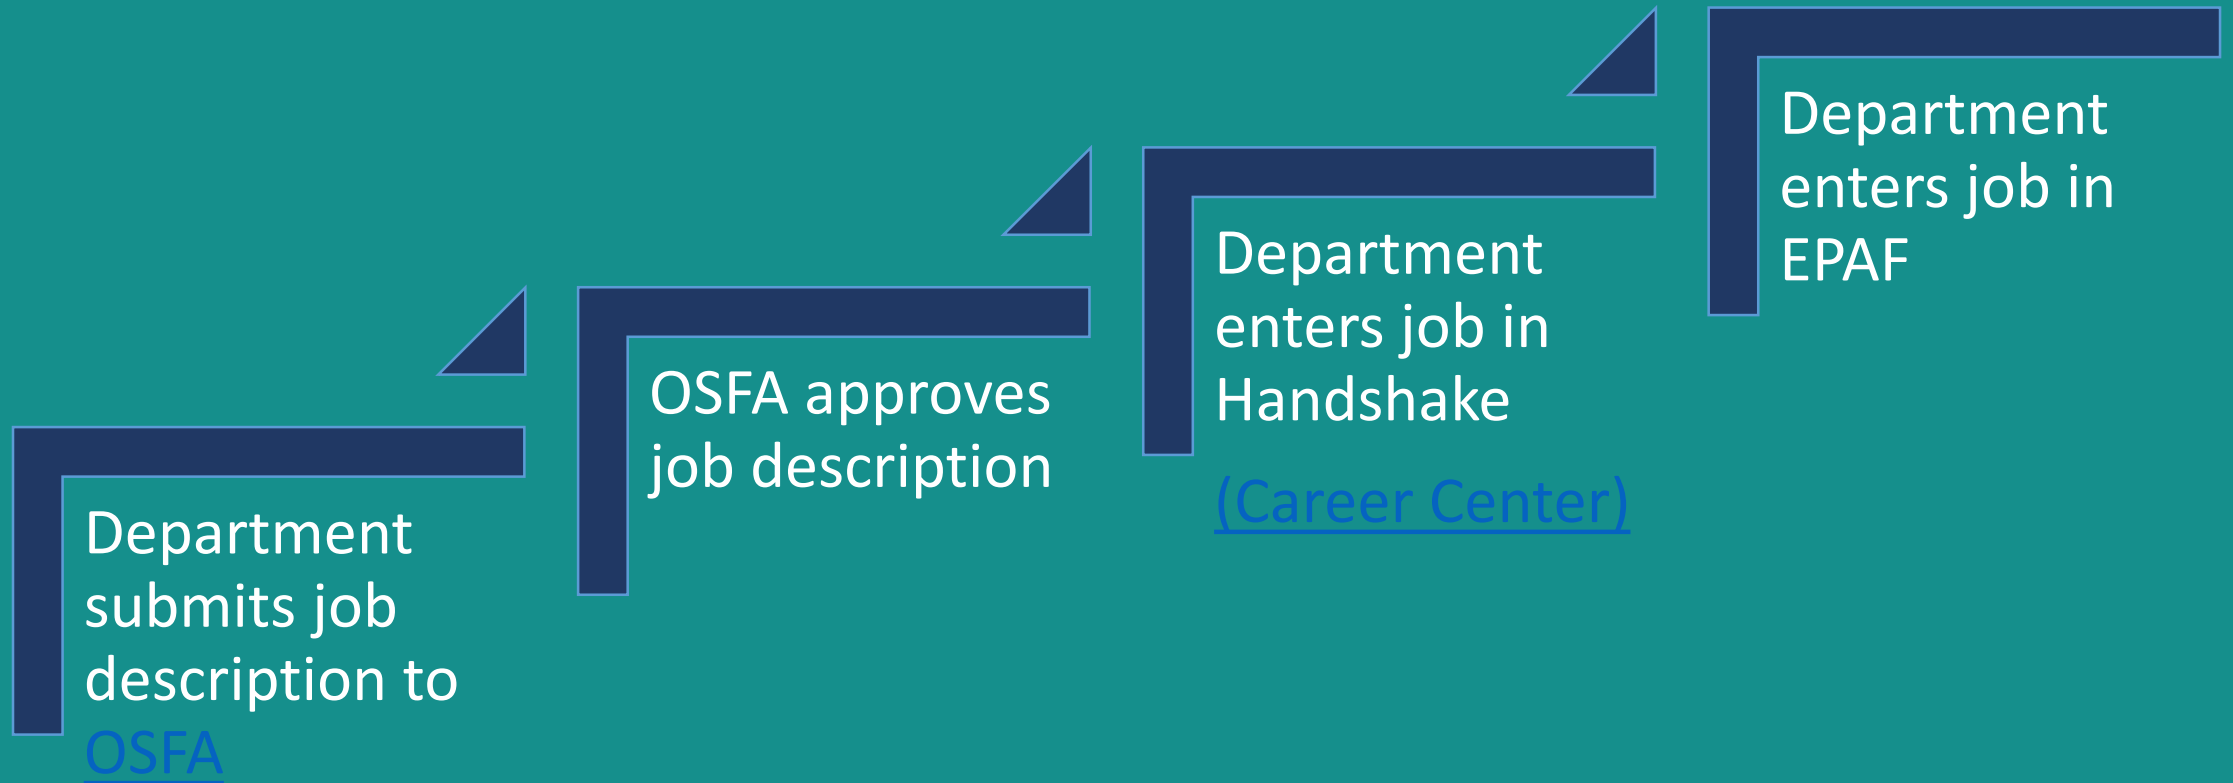 Department
submits job
description to
OSFA
OSFA approves
job description
Department
enters job in
Handshake
(Career Center)
Department
enters job in
EPAF